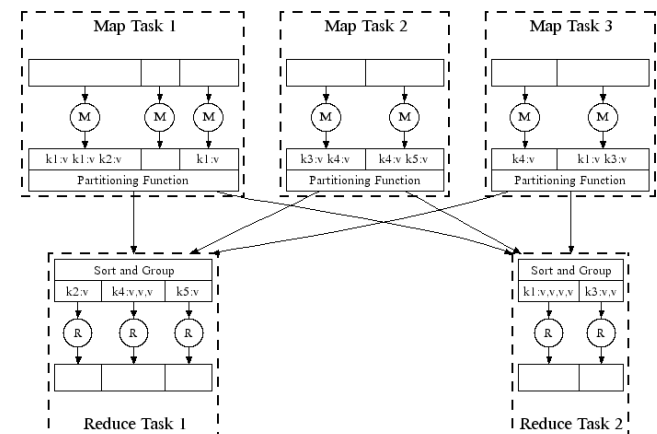 Map Task 1
Map Task 2
Map Task 3
M
M
M
M
M
M
M
k1:v k1:v k2:v
k1:v
k3:v k4:v
k4:v k5:v
k4:v
k1:v k3:v
Partitioning Function
Partitioning Function
Partitioning Function
Sort and Group
Sort and Group
k2:v
k4:v,v,v
k5:v
k1:v,v,v,v
k3:v,v
R
R
R
R
R
Reduce Task 1
Reduce Task 2